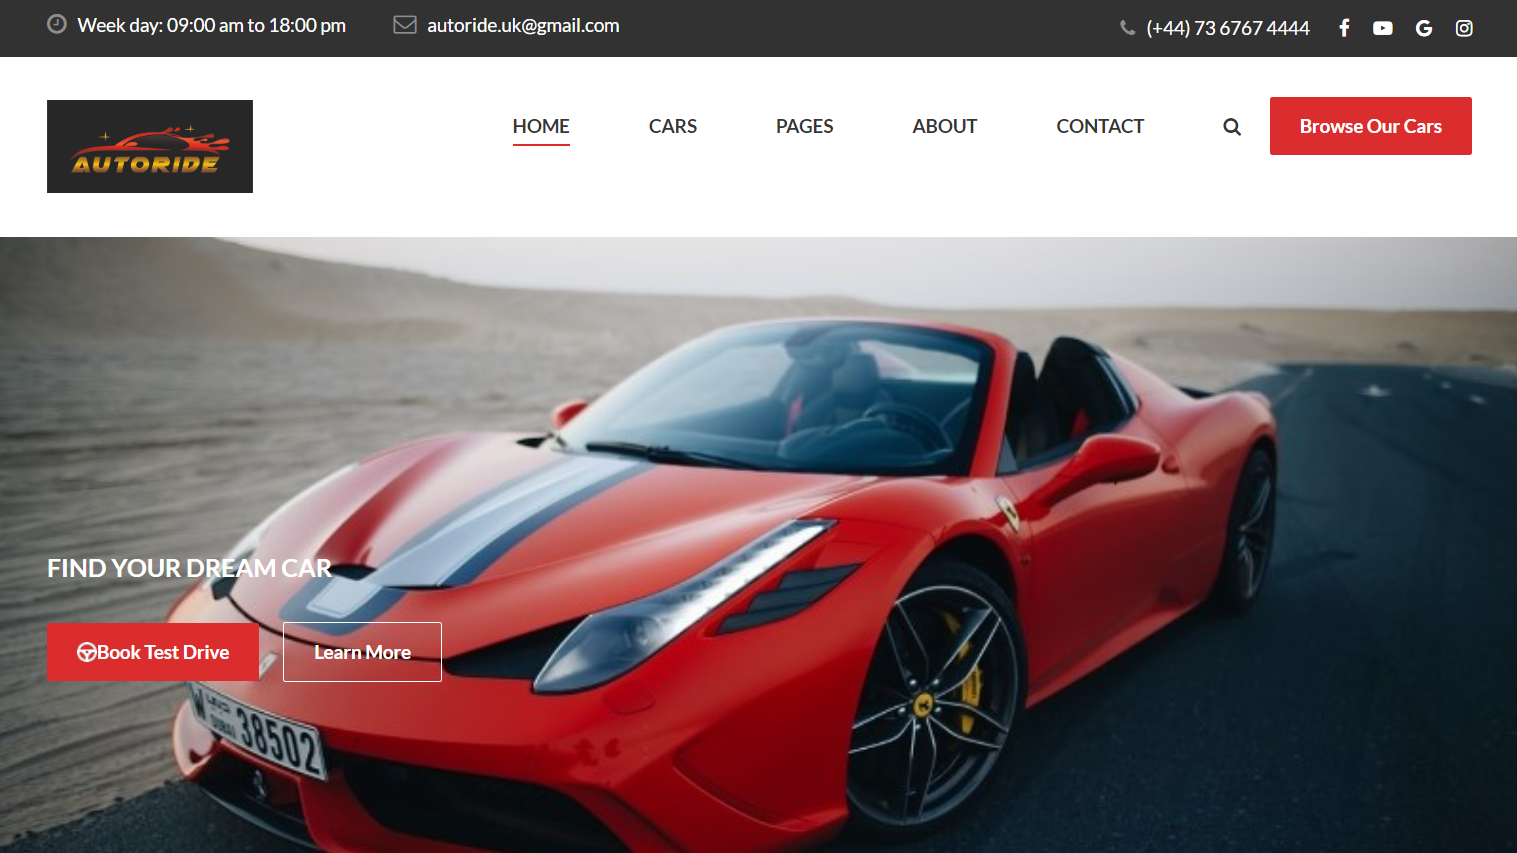 Week day: 09:00 am to 18:00 pm
autoride.uk@gmail.com
(+44) 73 6767 4444
AUTORIDE
HOME
CARS
PAGES
ABOUT
CONTACT
Browse Our Cars
FIND YOUR DREAM CAR
Book Test Drive
Learn More
W
DUBAI
38502